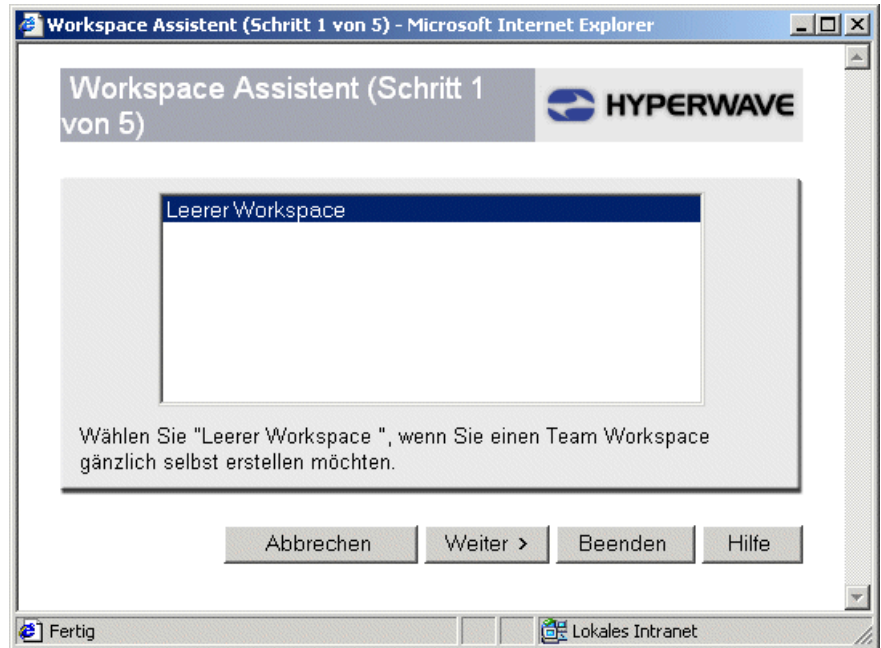 Workspace Assistent (Schritt 1 von 5) - Microsoft Internet Explorer
Workspace Assistent (Schritt 1
von 5)
HYPERWAVE
Leerer Workspace
Wählen Sie "Leerer Workspace ", wenn Sie einen Team Workspace
gänzlich selbst erstellen möchten.
Abbrechen Weiter > Beenden Hilfe
Fertig Lokales Intranet